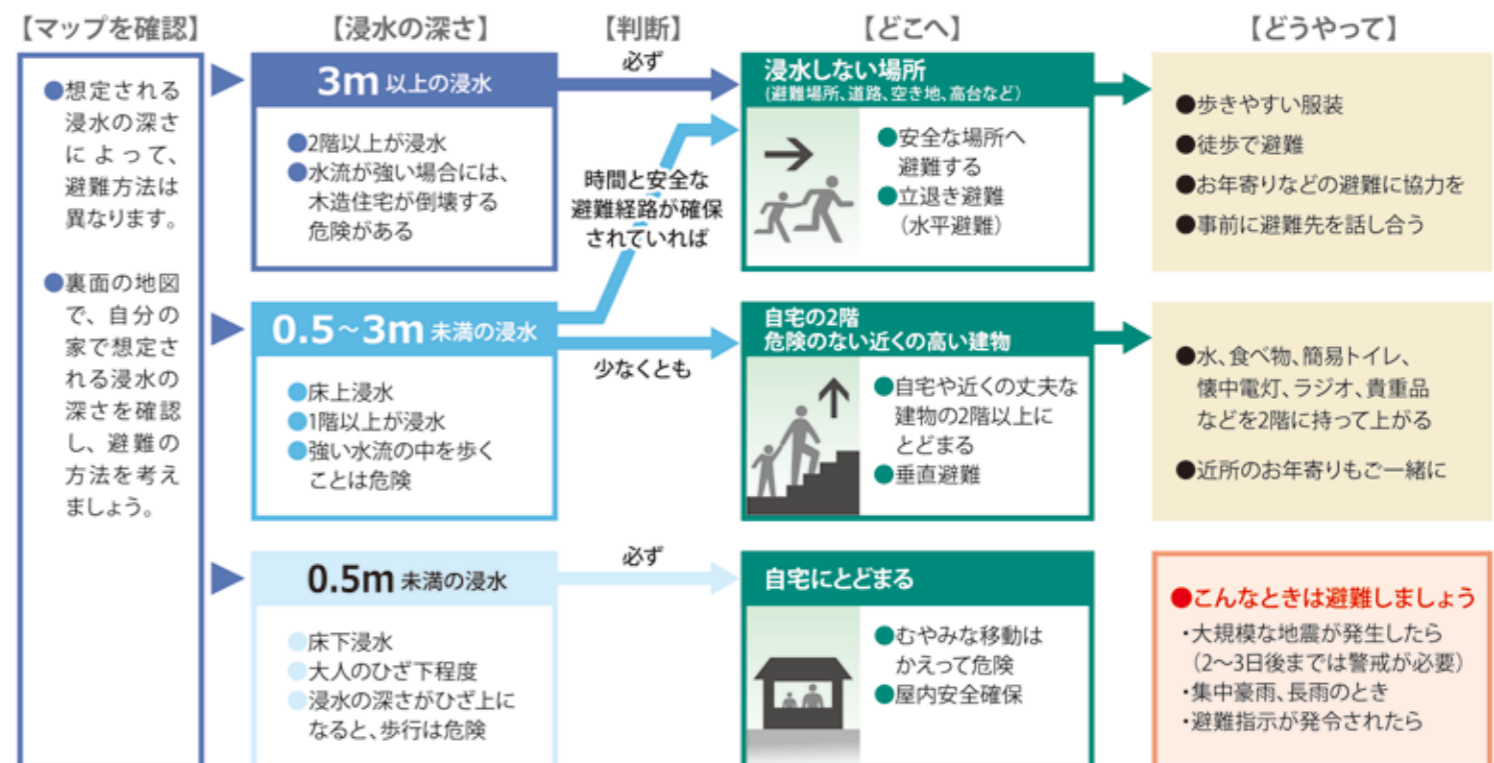 【マップを確認】
【浸水の深さ】
【判断】
【どこへ】
【どうやって】
●想定される
浸水の深さ
によって、
避難方法は
異なります。
●裏面の地図
で、自分の
家で想定さ
れる浸水の
深さを確認
し、避難の
方法を考え
ましょう。
3m 以上の浸水
●2階以上が浸水
●水流が強い場合には、
木造住宅が倒壊する
危険がある
必ず
浸水しない場所
(避難場所、道路、空き地、高台など)
●安全な場所へ
避難する
●立退き避難
(水平避難)
●歩きやすい服装
●徒歩で避難
●お年寄りなどの避難に協力を
●事前に避難先を話し合う
時間と安全な
避難経路が確保
されていれば
0.5～3m 未満の浸水
●床上浸水
●1階以上が浸水
●強い水流の中を歩く
ことは危険
少なくとも
自宅の2階
危険のない近くの高い建物
●自宅や近くの丈夫な
建物の2階以上に
とどまる
●垂直避難
●水、食べ物、簡易トイレ、
懐中電灯、ラジオ、貴重品
などを2階に持って上がる
●近所のお年寄りもご一緒に
0.5m 未満の浸水
●床下浸水
●大人のひざ下程度
●浸水の深さがひざ上に
なると、歩行は危険
必ず
自宅にとどまる
●むやみな移動は
かえって危険
●屋内安全確保
●こんなときは避難しましょう
・大規模な地震が発生したら
(2～3日後までは警戒が必要)
・集中豪雨、長雨のとき
・避難指示が発令されたら